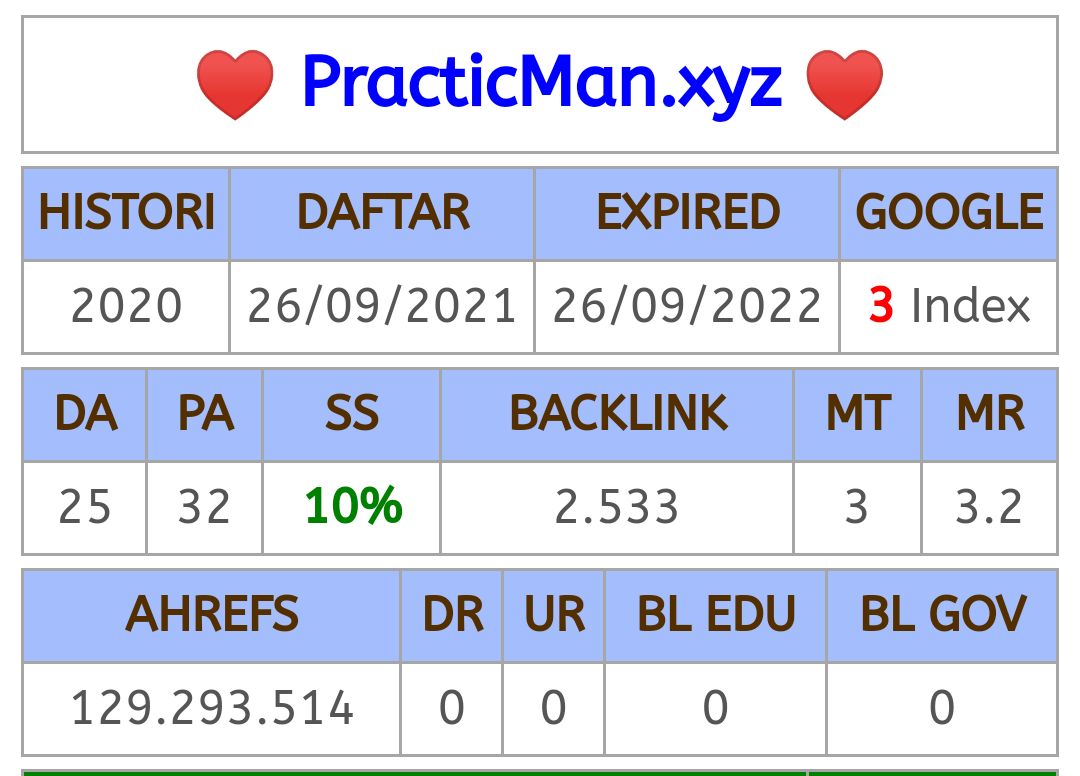 PracticMan.xyz
HISTORI DAFTAR EXPIRED GOOGLE
2020 26/09/2021 26/09/2022 3 Index
DA PA SS BACKLINK MT MR
25 32 10% 2.533 3 3.2
AHREFS DR UR BL EDU BL GOV
129.293.514 0 0 0 0